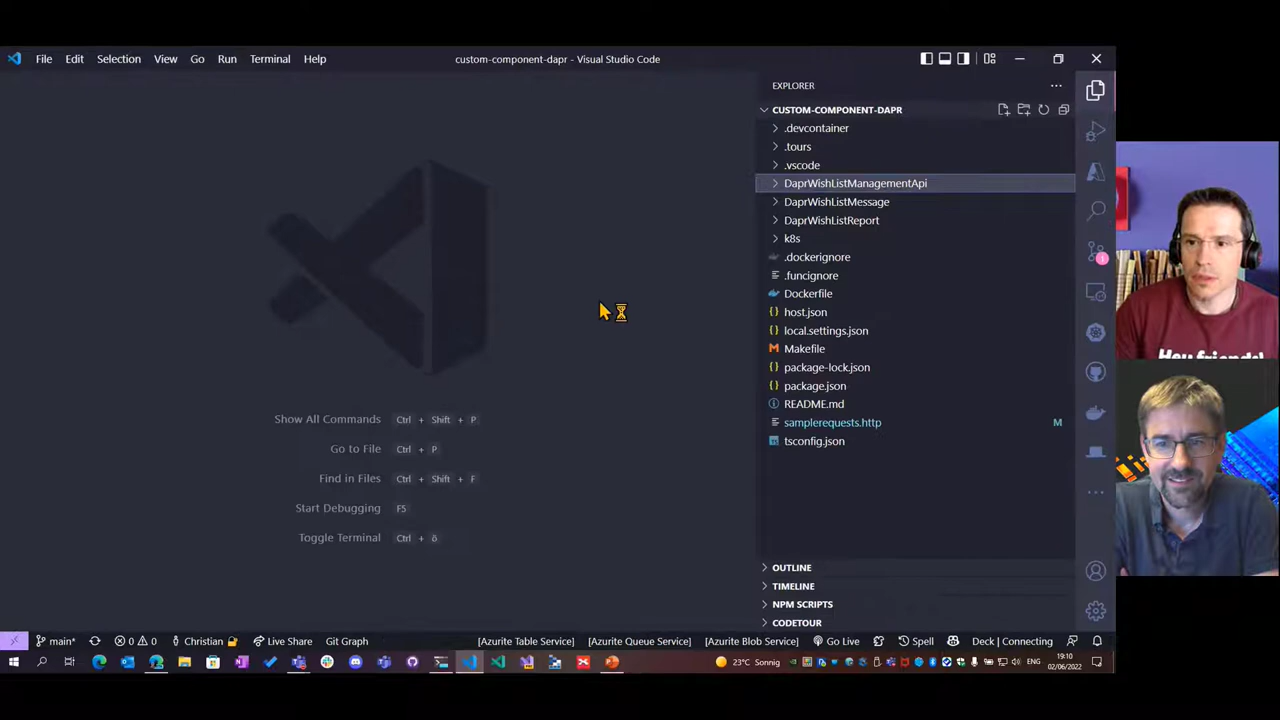 File Edit Selection View Go Run Terminal Help
custom-component-dapr - Visual Studio Code
EXPLORER
CUSTOM-COMPONENT-DAPR
.devcontainer
.tours
.vscode
DaprWishListManagementApi
DaprWishListMessage
DaprWishListReport
k8s
.dockerignore
.funcignore
Dockerfile
host.json
local.settings.json
Makefile
package-lock.json
package.json
README.md
samplerequests.http M
tsconfig.json
Show All Commands Ctrl + Shift + P
Go to File Ctrl + P
Find in Files Ctrl + Shift + F
Start Debugging F5
Toggle Terminal Ctrl + ö
OUTLINE
TIMELINE
NPM SCRIPTS
CODETOUR
1
Hey friends!
main* 0 0 Christian Live Share Git Graph [Azurite Table Service] [Azurite Queue Service] [Azurite Blob Service] Go Live Spell Deck | Connecting
23°C Sonnig ENG
19:10
02/06/2022